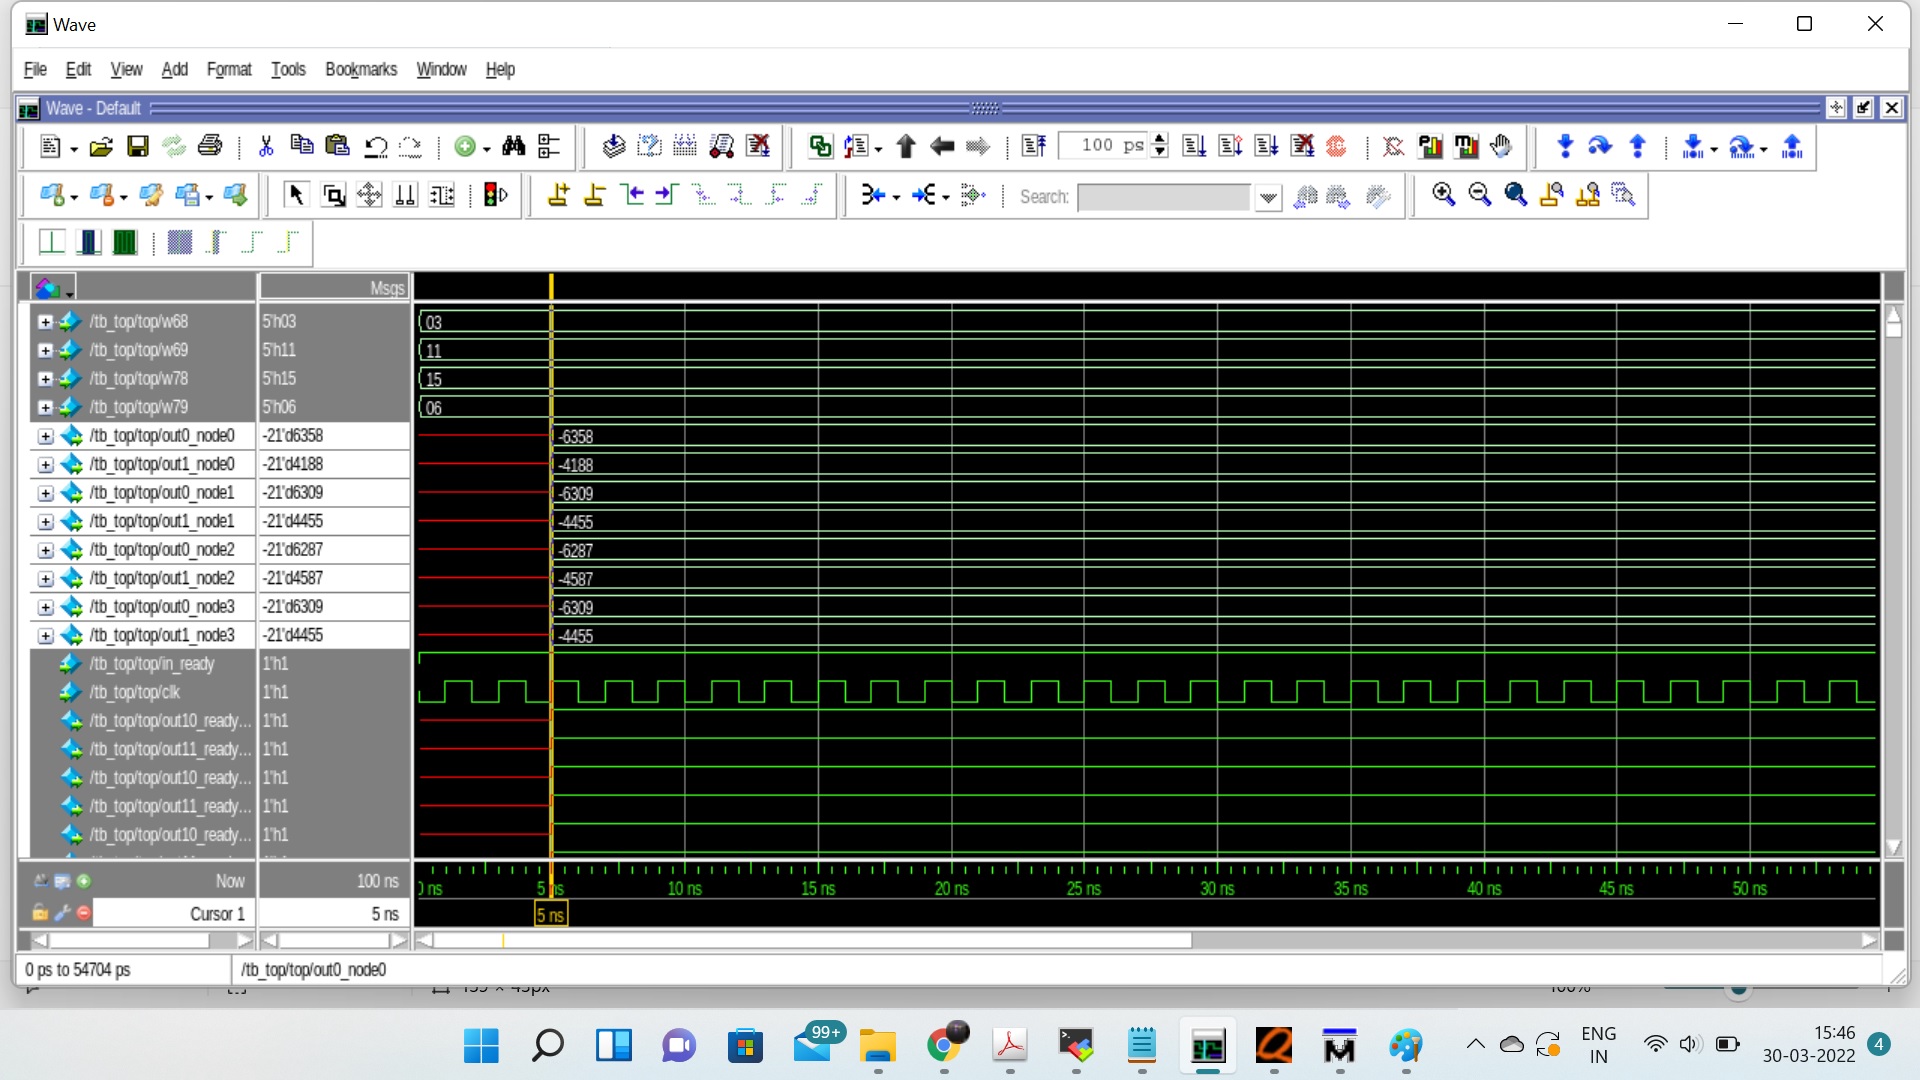 Wave
File Edit View Add Format Tools Bookmarks Window Help
Wave - Default
100 ps
Search:
Msgs
/tb_top/top/w68 5'h03 03
/tb_top/top/w69 5'h11 11
/tb_top/top/w78 5'h15 15
/tb_top/top/w79 5'h06 06
/tb_top/top/out0_node0 -21'd6358 -6358
/tb_top/top/out1_node0 -21'd4188 -4188
/tb_top/top/out0_node1 -21'd6309 -6309
/tb_top/top/out1_node1 -21'd4455 -4455
/tb_top/top/out0_node2 -21'd6287 -6287
/tb_top/top/out1_node2 -21'd4587 -4587
/tb_top/top/out0_node3 -21'd6309 -6309
/tb_top/top/out1_node3 -21'd4455 -4455
/tb_top/top/in_ready 1'h1
/tb_top/top/clk 1'h1
/tb_top/top/out10_ready... 1'h1
/tb_top/top/out11_ready... 1'h1
/tb_top/top/out10_ready... 1'h1
/tb_top/top/out11_ready... 1'h1
/tb_top/top/out10_ready... 1'h1
Now 100 ns ns 5 ns 10 ns 15 ns 20 ns 25 ns 30 ns 35 ns 40 ns 45 ns 50 ns
Cursor 1 5 ns 5 ns
0 ps to 54704 ps /tb_top/top/out0_node0
99+
ENG
IN
15:46
30-03-2022
4